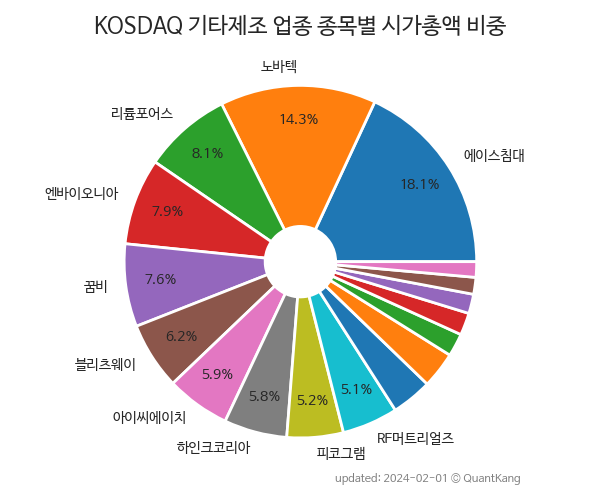 KOSDAQ 기타제조 업종 종목별 시가총액 비중
노바텍
14.3%
리튬포어스
8.1%
에이스침대
18.1%
엔바이오니아
7.9%
꿈비
7.6%
블리츠웨이
6.2%
아이씨에이치
5.9%
하인크코리아
5.8%
피코그램
5.2%
RF머트리얼즈
5.1%
updated: 2024-02-01 © QuantKang